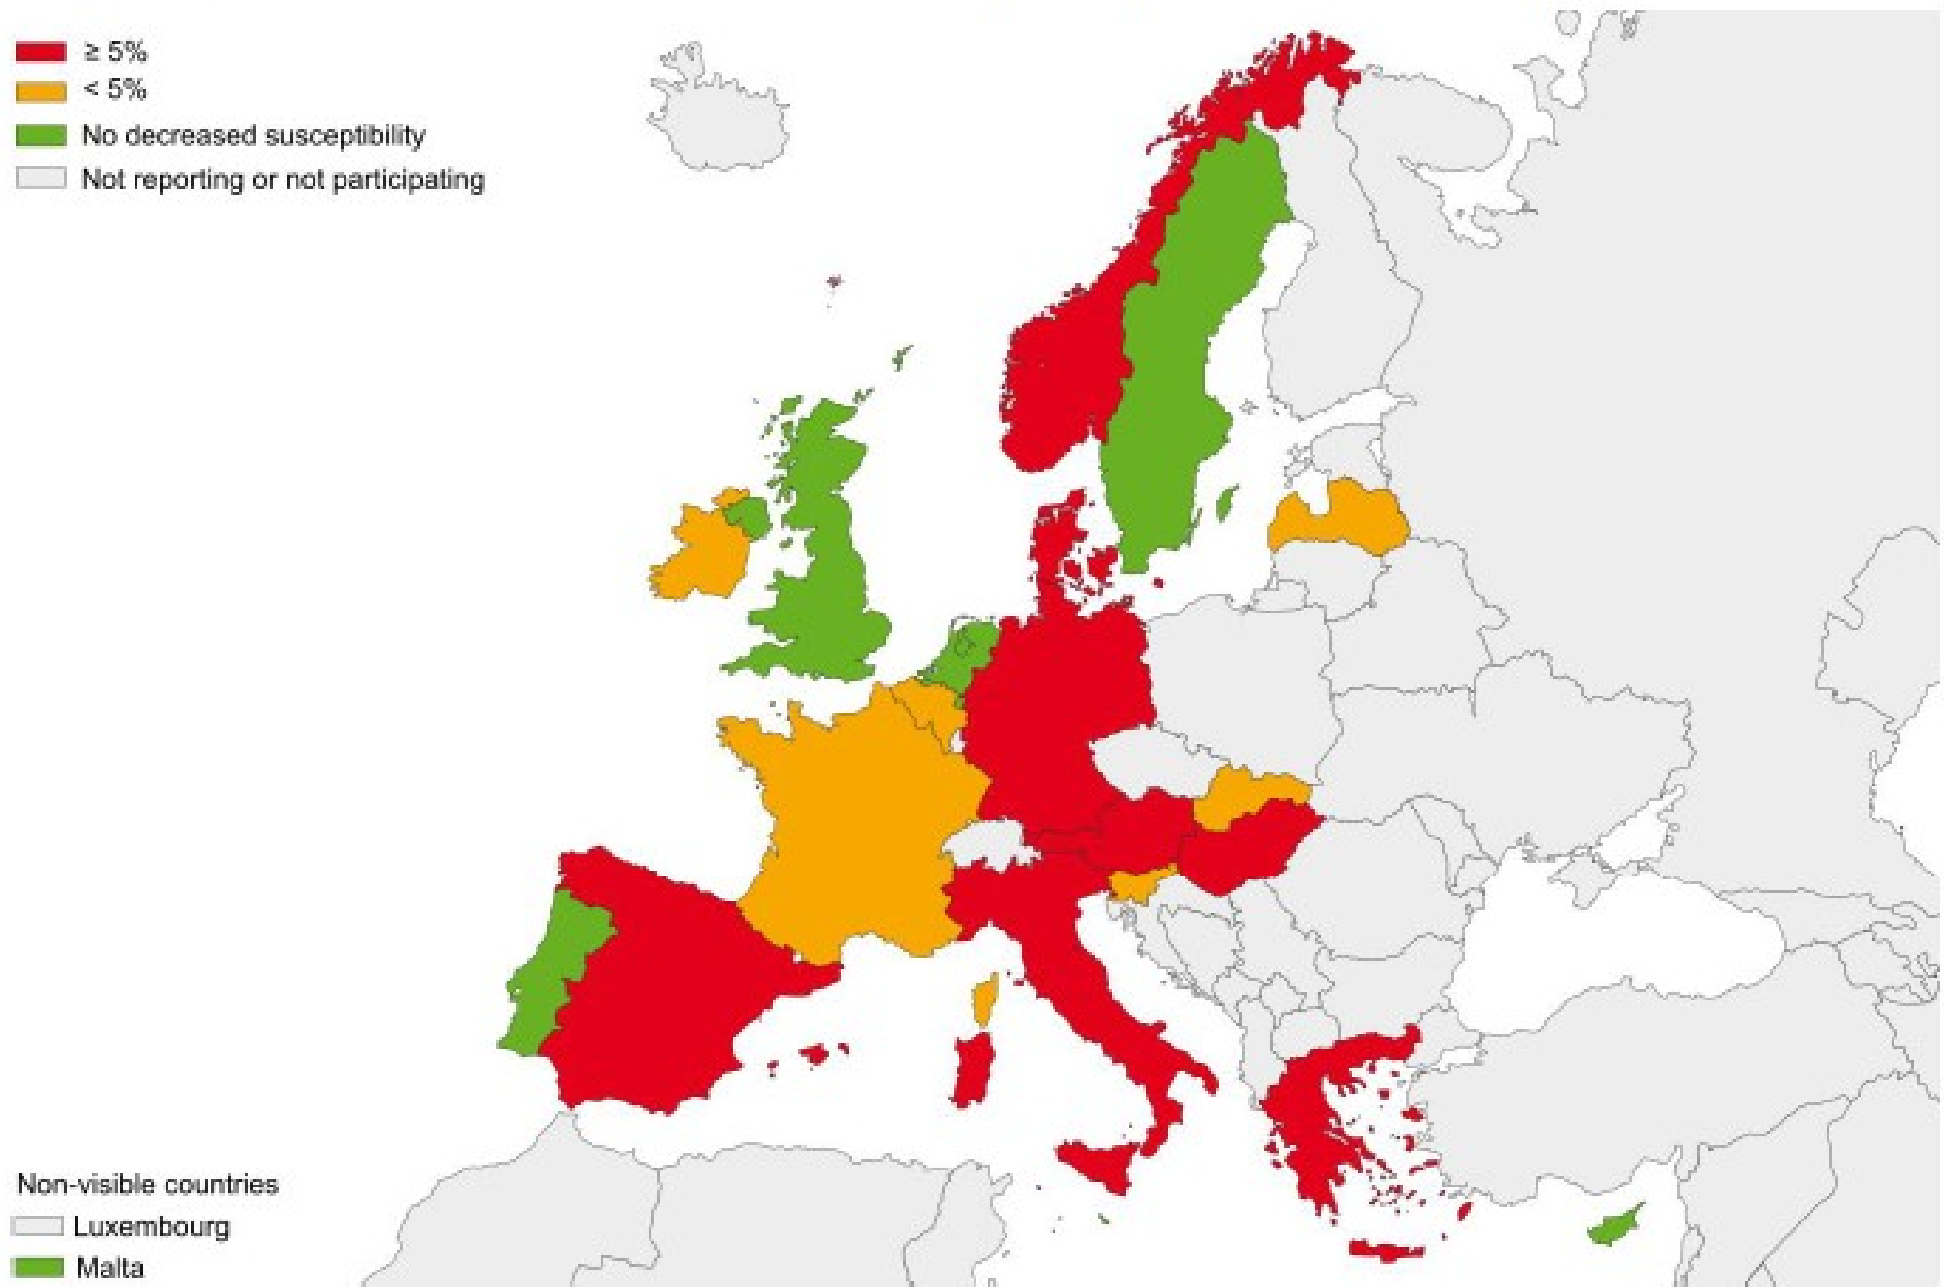 ≥ 5%
< 5%
No decreased susceptibility
Not reporting or not participating
Non-visible countries
Luxembourg
Malta